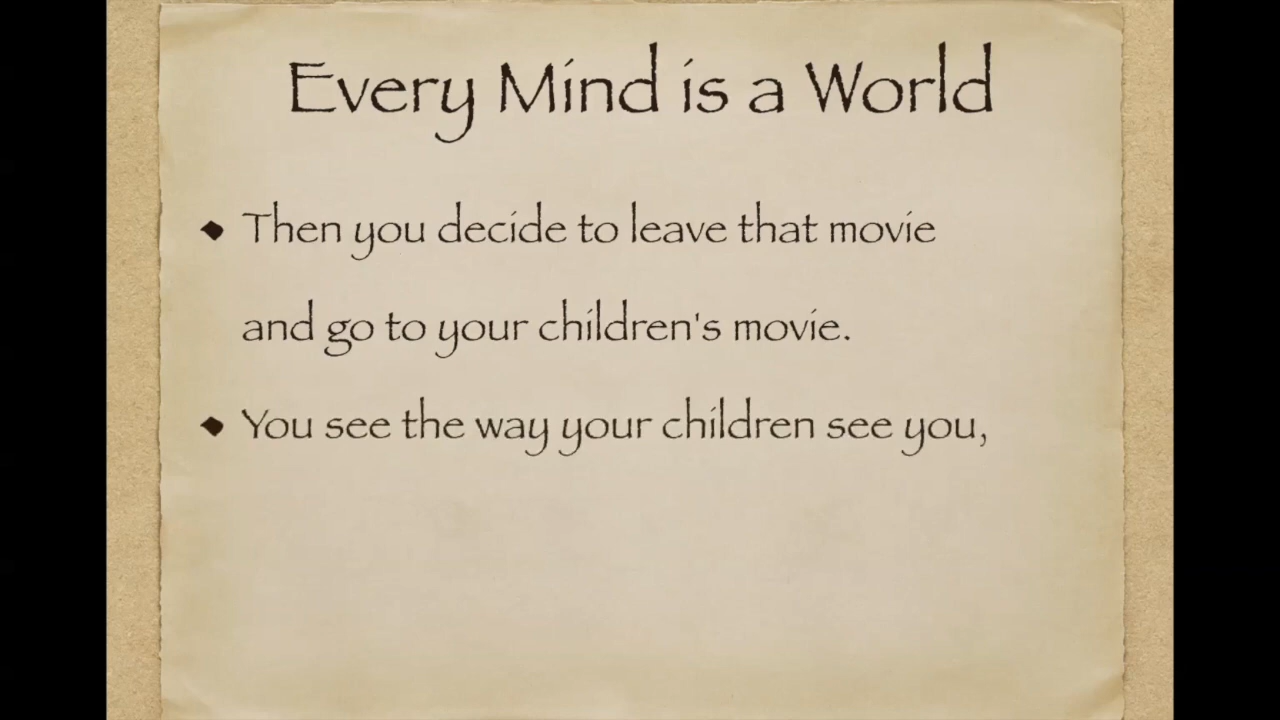 Every Mind is a World
◆ Then you decide to leave that movie
and go to your children's movie.
◆ You see the way your children see you,